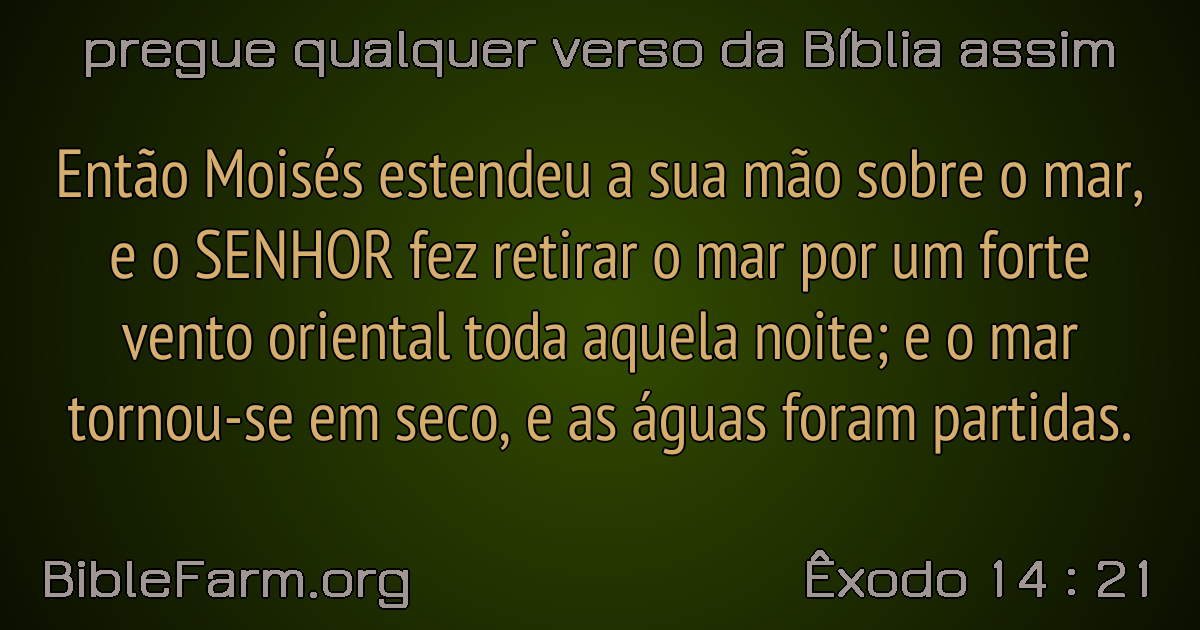 pregue qualquer verso da Bíblia assim
Então Moisés estendeu a sua mão sobre o mar,
e o SENHOR fez retirar o mar por um forte
vento oriental toda aquela noite; e o mar
tornou-se em seco, e as águas foram partidas.
BibleFarm.org
Êxodo 14 : 21